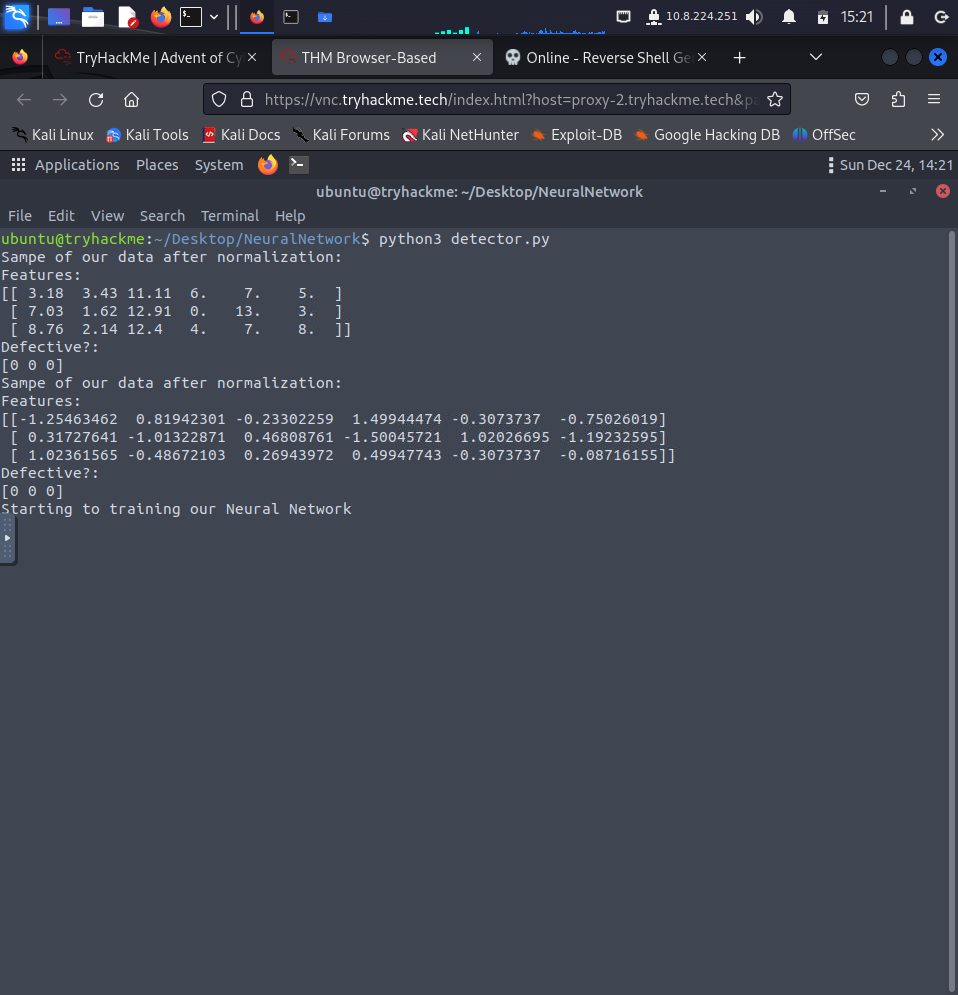 10.8.224.251 15:21
TryHackMe | Advent of Cy THM Browser-Based Online - Reverse Shell Ge
https://vnc.tryhackme.tech/index.html?host=proxy-2.tryhackme.tech&pa
Kali Linux Kali Tools Kali Docs Kali Forums Kali NetHunter Exploit-DB Google Hacking DB OffSec
Applications Places System Sun Dec 24, 14:21
ubuntu@tryhackme: ~/Desktop/NeuralNetwork
File Edit View Search Terminal Help
ubuntu@tryhackme:~/Desktop/NeuralNetwork$ python3 detector.py
Sampe of our data after normalization:
Features:
[[ 3.18  3.43 11.11  6.    7.    5.  ]
[ 7.03  1.62 12.91  0.   13.    3.  ]
[ 8.76  2.14 12.4   4.    7.    8.  ]]
Defective?:
[0 0 0]
Sampe of our data after normalization:
Features:
[[-1.25463462  0.81942301 -0.23302259  1.49944474 -0.3073737  -0.75026019]
[ 0.31727641 -1.01322871  0.46808761 -1.50045721  1.02026695 -1.19232595]
[ 1.02361565 -0.48672103  0.26943972  0.49947743 -0.3073737  -0.08716155]]
Defective?:
[0 0 0]
Starting to training our Neural Network